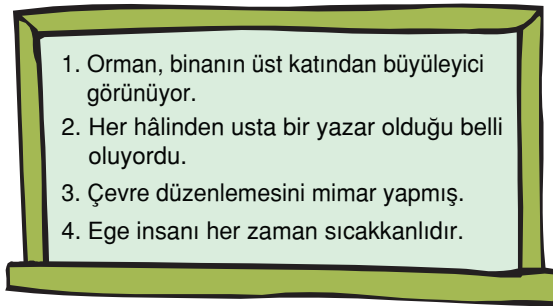 1. Orman, binanın üst katından büyüleyici
görünüyor.
2. Her hâlinden usta bir yazar olduğu belli
oluyordu.
3. Çevre düzenlemesini mimar yapmış.
4. Ege insanı her zaman sıcakkanlıdır.